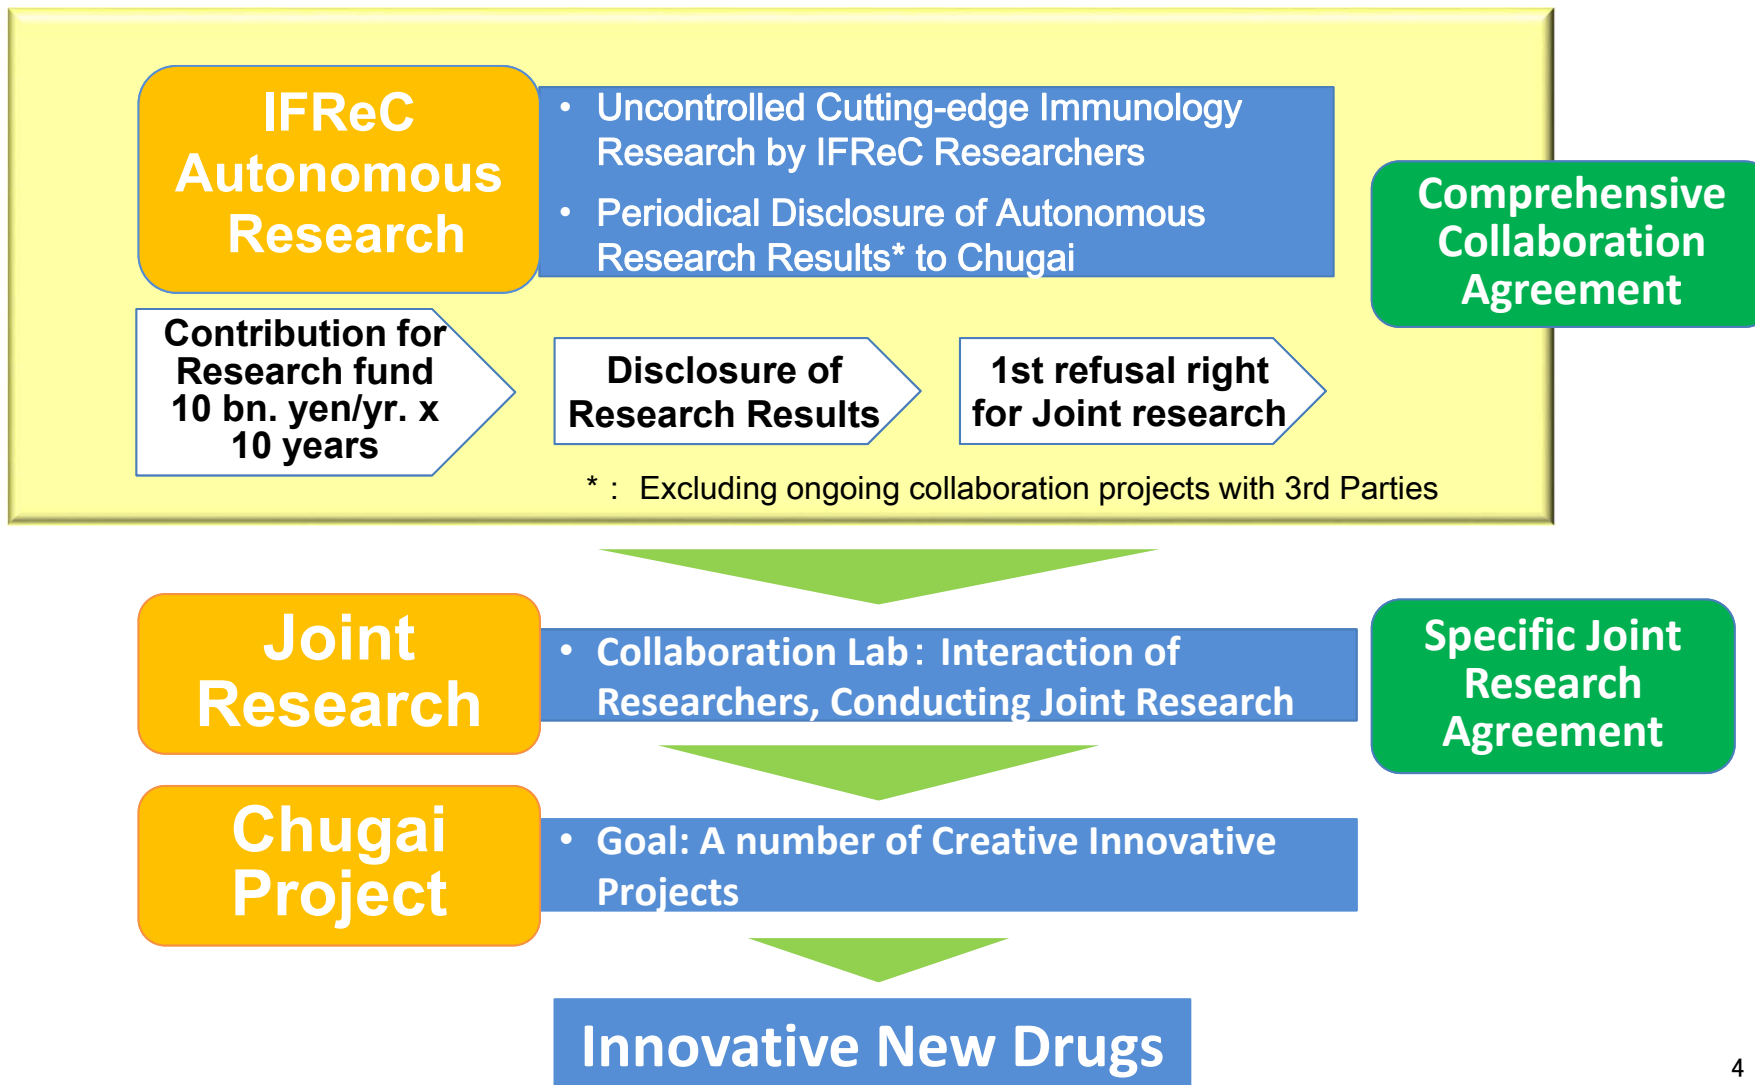 IFReC
Autonomous
Research
• Uncontrolled Cutting-edge Immunology
Research by IFReC Researchers
• Periodical Disclosure of Autonomous
Research Results* to Chugai
Comprehensive
Collaboration
Agreement
Contribution for
Research fund
10 bn. yen/yr. x
10 years
Disclosure of
Research Results
1st refusal right
for Joint research
* : Excluding ongoing collaboration projects with 3rd Parties
Joint
Research
• Collaboration Lab: Interaction of
Researchers, Conducting Joint Research
Specific Joint
Research
Agreement
Chugai
Project
• Goal: A number of Creative Innovative
Projects
Innovative New Drugs
4